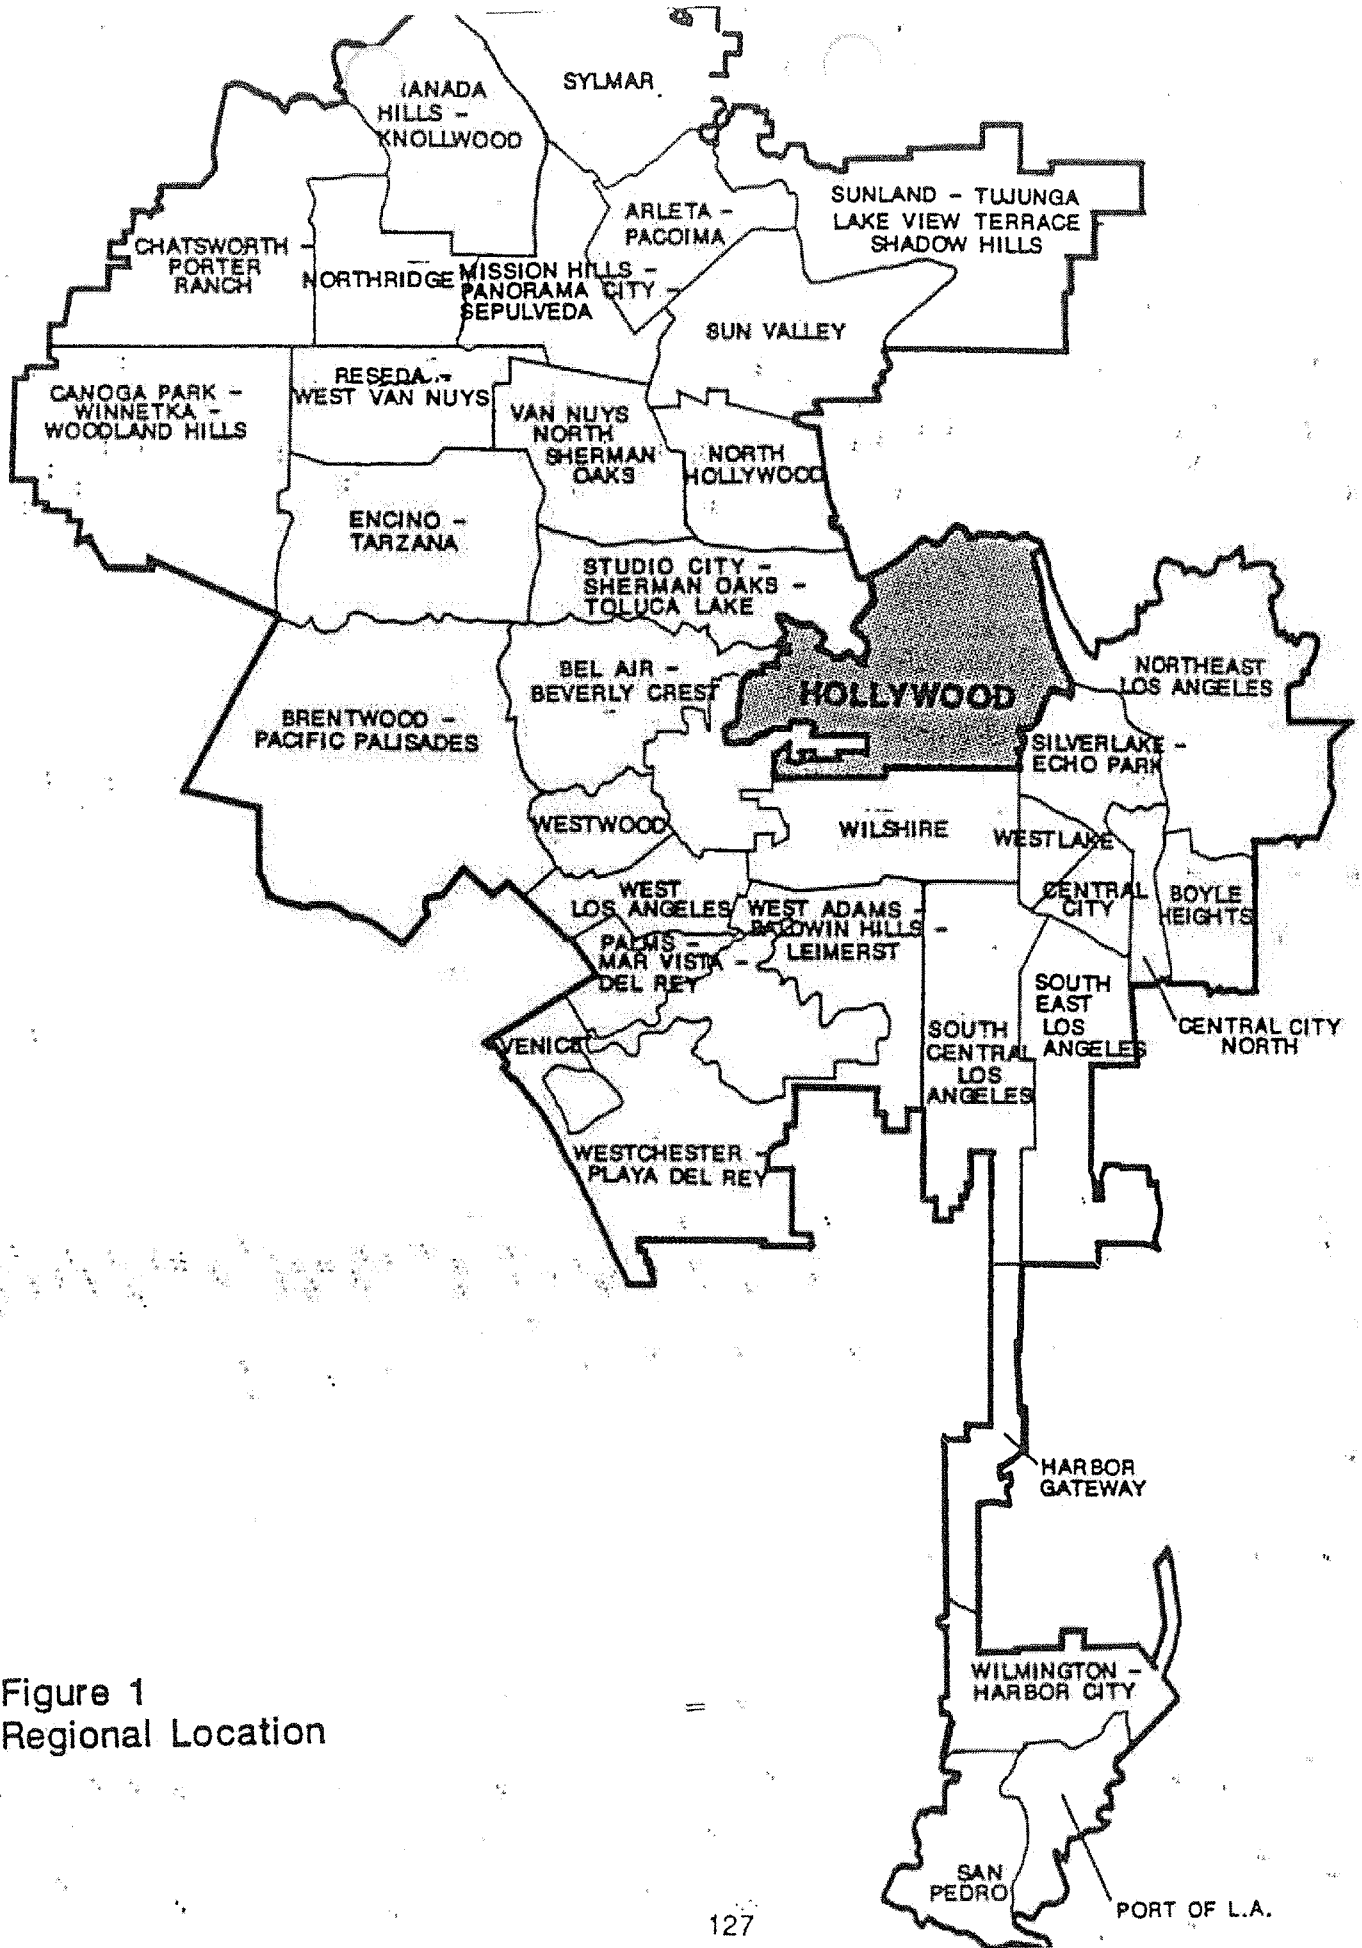 SYLMAR
ANADA
HILLS -
KNOLLWOOD
SUNLAND - TUJUNGA
LAKE VIEW TERRACE
SHADOW HILLS
ARLETA -
PACOIMA
CHATSWORTH -
PORTER
RANCH
NORTHRIDGE
MISSION HILLS -
PANORAMA CITY -
SEPULVEDA
SUN VALLEY
CANOGA PARK -
WINNETKA -
WOODLAND HILLS
RESEDA -
WEST VAN NUYS
VAN NUYS
NORTH
SHERMAN
OAKS
NORTH
HOLLYWOOD
ENCINO -
TARZANA
STUDIO CITY -
SHERMAN OAKS -
TOLUCA LAKE
BEL AIR -
BEVERLY CREST
HOLLYWOOD
NORTHEAST
LOS ANGELES
BRENTWOOD -
PACIFIC PALISADES
SILVERLAKE -
ECHO PARK
WESTWOOD
WILSHIRE
WESTLAKE
CENTRAL
CITY
BOYLE
HEIGHTS
WEST
LOS ANGELES
WEST ADAMS -
BALDWIN HILLS -
LEIMERST
PALMS -
MAR VISTA -
DEL REY
VENICE
SOUTH
CENTRAL
LOS
ANGELES
SOUTH
EAST
LOS
ANGELES
CENTRAL CITY
NORTH
WESTCHESTER -
PLAYA DEL REY
HARBOR
GATEWAY
WILMINGTON -
HARBOR CITY
SAN
PEDRO
PORT OF L.A.
Figure 1
Regional Location
127